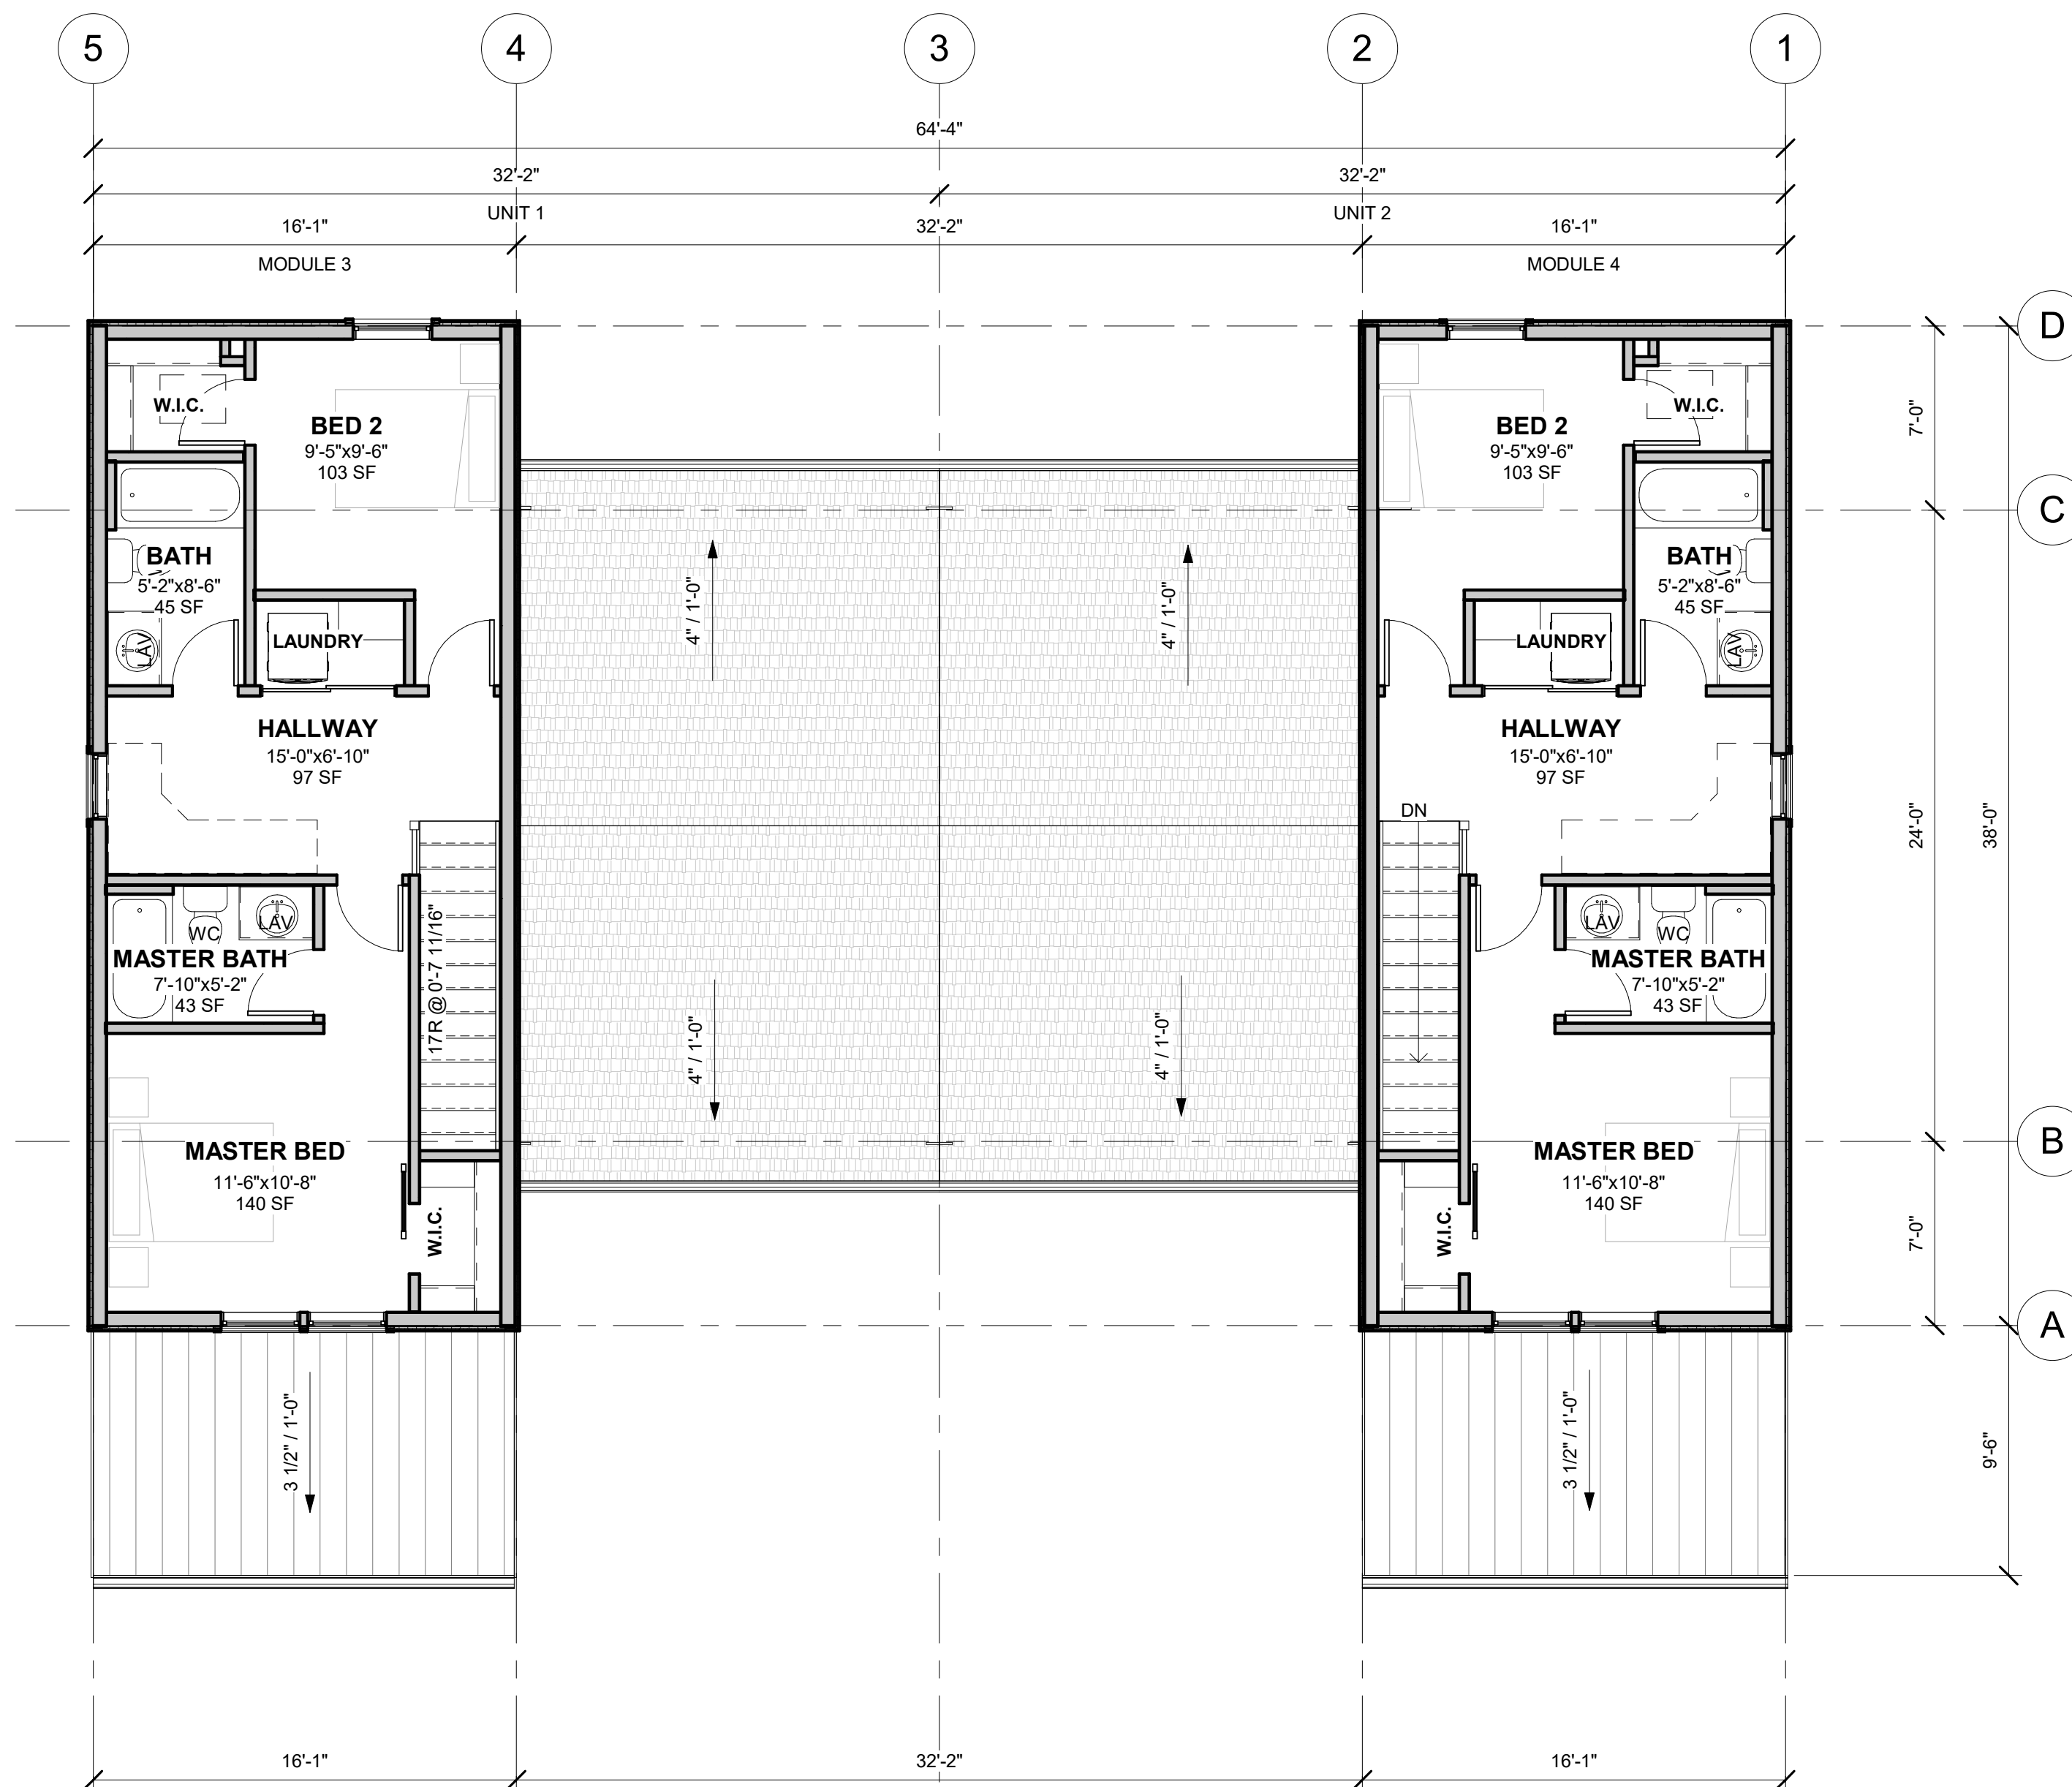 5
4
3
2
1
64'-4"
32'-2"
32'-2"
UNIT 1
UNIT 2
16'-1"
32'-2"
16'-1"
MODULE 3
MODULE 4
D
W.I.C.
BED 2
9'-5"x9'-6"
103 SF
BED 2
9'-5"x9'-6"
103 SF
W.I.C.
7'-0"
C
BATH
5'-2"x8'-6"
45 SF
LAV
LAUNDRY
4" / 1'-0"
4" / 1'-0"
LAUNDRY
BATH
5'-2"x8'-6"
45 SF
LAV
HALLWAY
15'-0"x6'-10"
97 SF
HALLWAY
15'-0"x6'-10"
97 SF
DN
24'-0"
38'-0"
WC
LAV
MASTER BATH
7'-10"x5'-2"
43 SF
17R @ 0'-7 11/16"
4" / 1'-0"
4" / 1'-0"
LAV
WC
MASTER BATH
7'-10"x5'-2"
43 SF
B
MASTER BED
11'-6"x10'-8"
140 SF
W.I.C.
W.I.C.
MASTER BED
11'-6"x10'-8"
140 SF
7'-0"
A
3 1/2" / 1'-0"
3 1/2" / 1'-0"
9'-6"
16'-1"
32'-2"
16'-1"